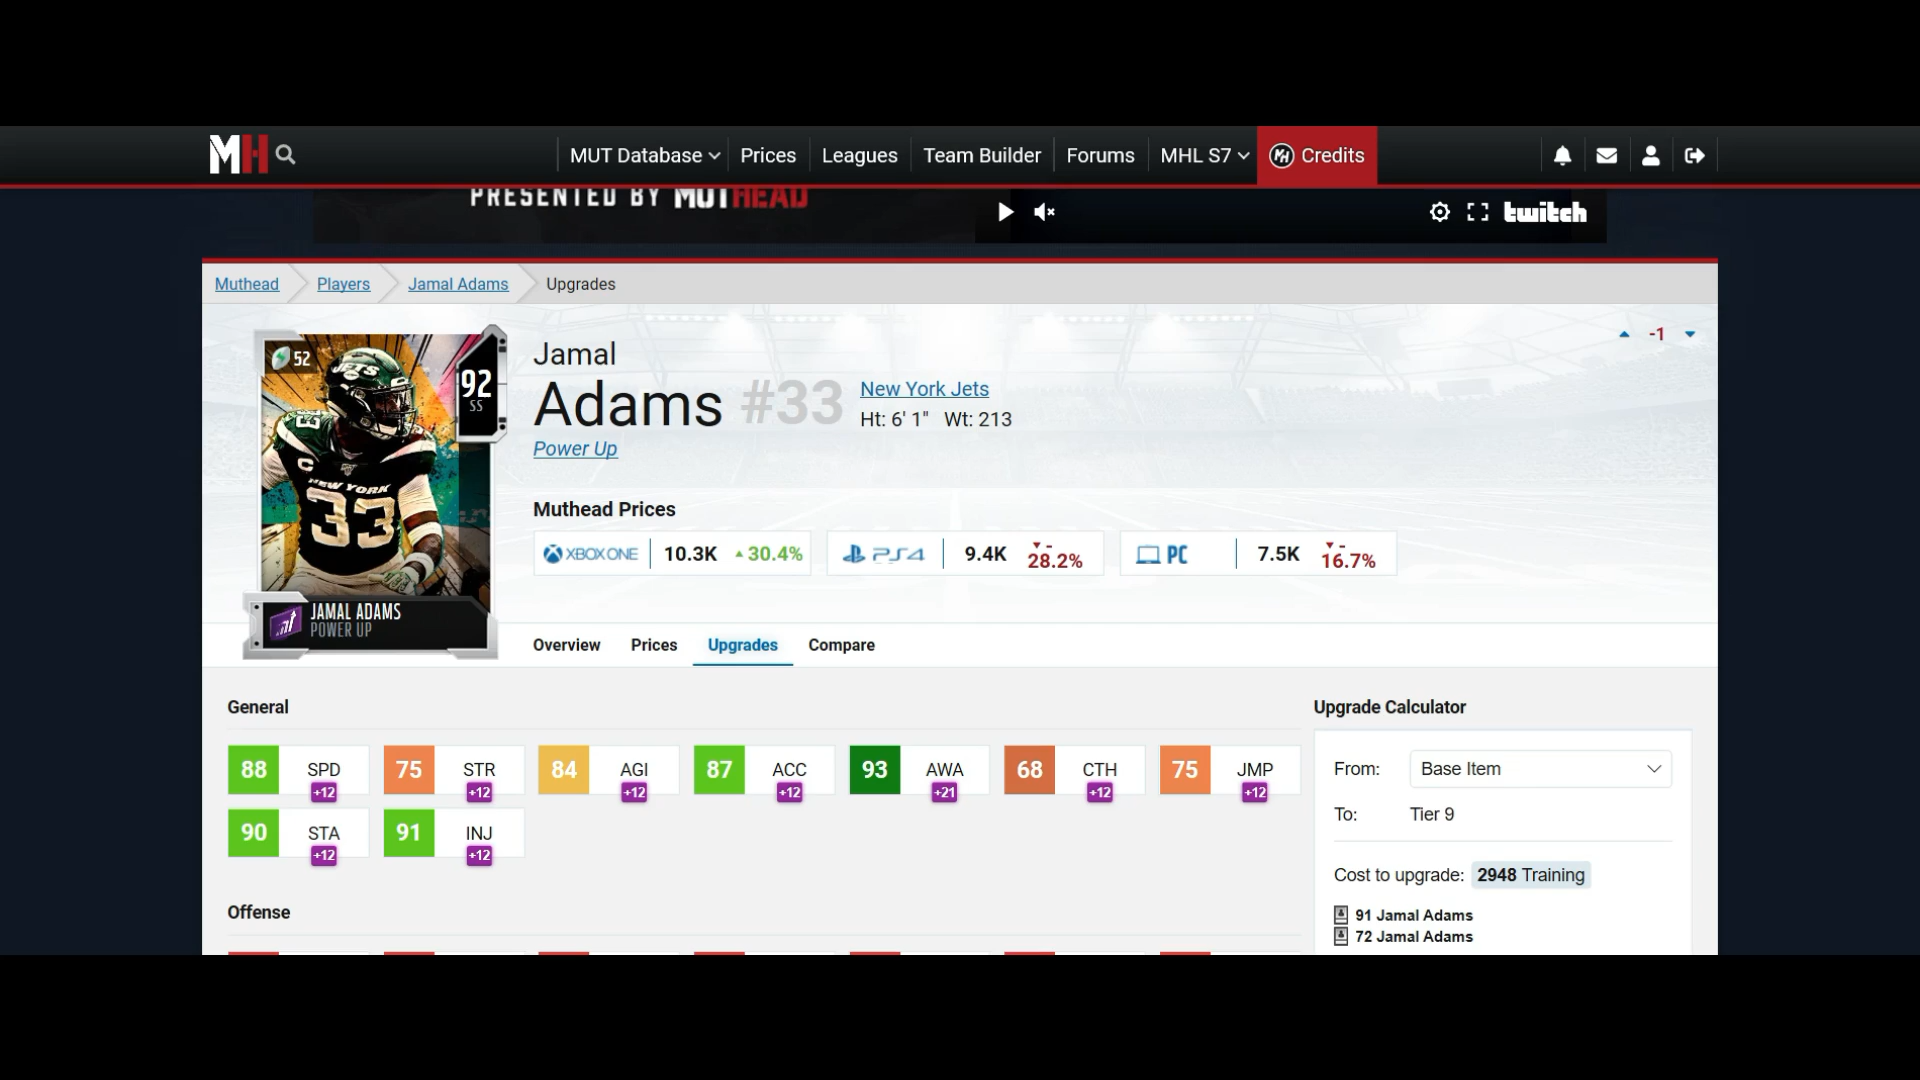 MH
MUT Database
Prices
Leagues
Team Builder
Forums
MHL S7
Credits
PRESENTED BY MUTHEAD
twitch
Muthead
Players
Jamal Adams
Upgrades
52
92
SS
JETS
NEW YORK
33
JAMAL ADAMS
POWER UP
Jamal
Adams #33
New York Jets
Ht: 6' 1" Wt: 213
Power Up
-1
Muthead Prices
XBOX ONE 10.3K 30.4%
PS4 9.4K -28.2%
PC 7.5K -16.7%
Overview Prices Upgrades Compare
General
88 SPD +12
75 STR +12
84 AGI +12
87 ACC +12
93 AWA +21
68 CTH +12
75 JMP +12
90 STA +12
91 INJ +12
Offense
Upgrade Calculator
From: Base Item
To: Tier 9
Cost to upgrade: 2948 Training
91 Jamal Adams
72 Jamal Adams